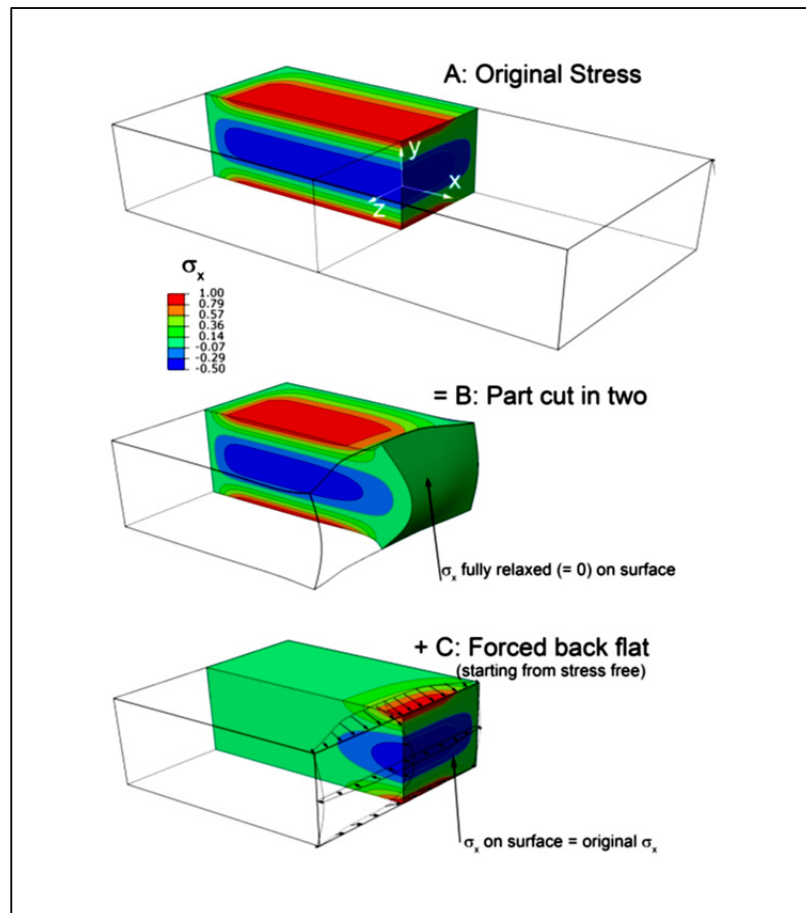 A: Original Stress
y
x
z
σx
1.00
0.79
0.57
0.36
0.14
-0.07
-0.29
-0.50
= B: Part cut in two
σx fully relaxed (= 0) on surface
+ C: Forced back flat
(starting from stress free)
σx on surface = original σx